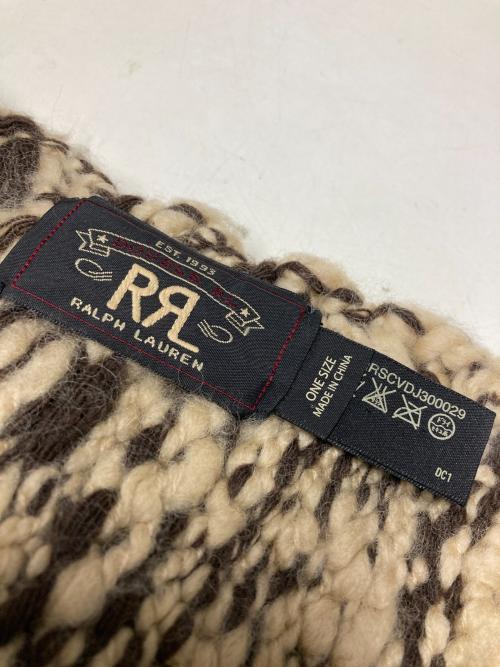 EST. 1993
RRL
RALPH LAUREN
ONE SIZE
MADE IN CHINA
RSCVDJ300029
DC1